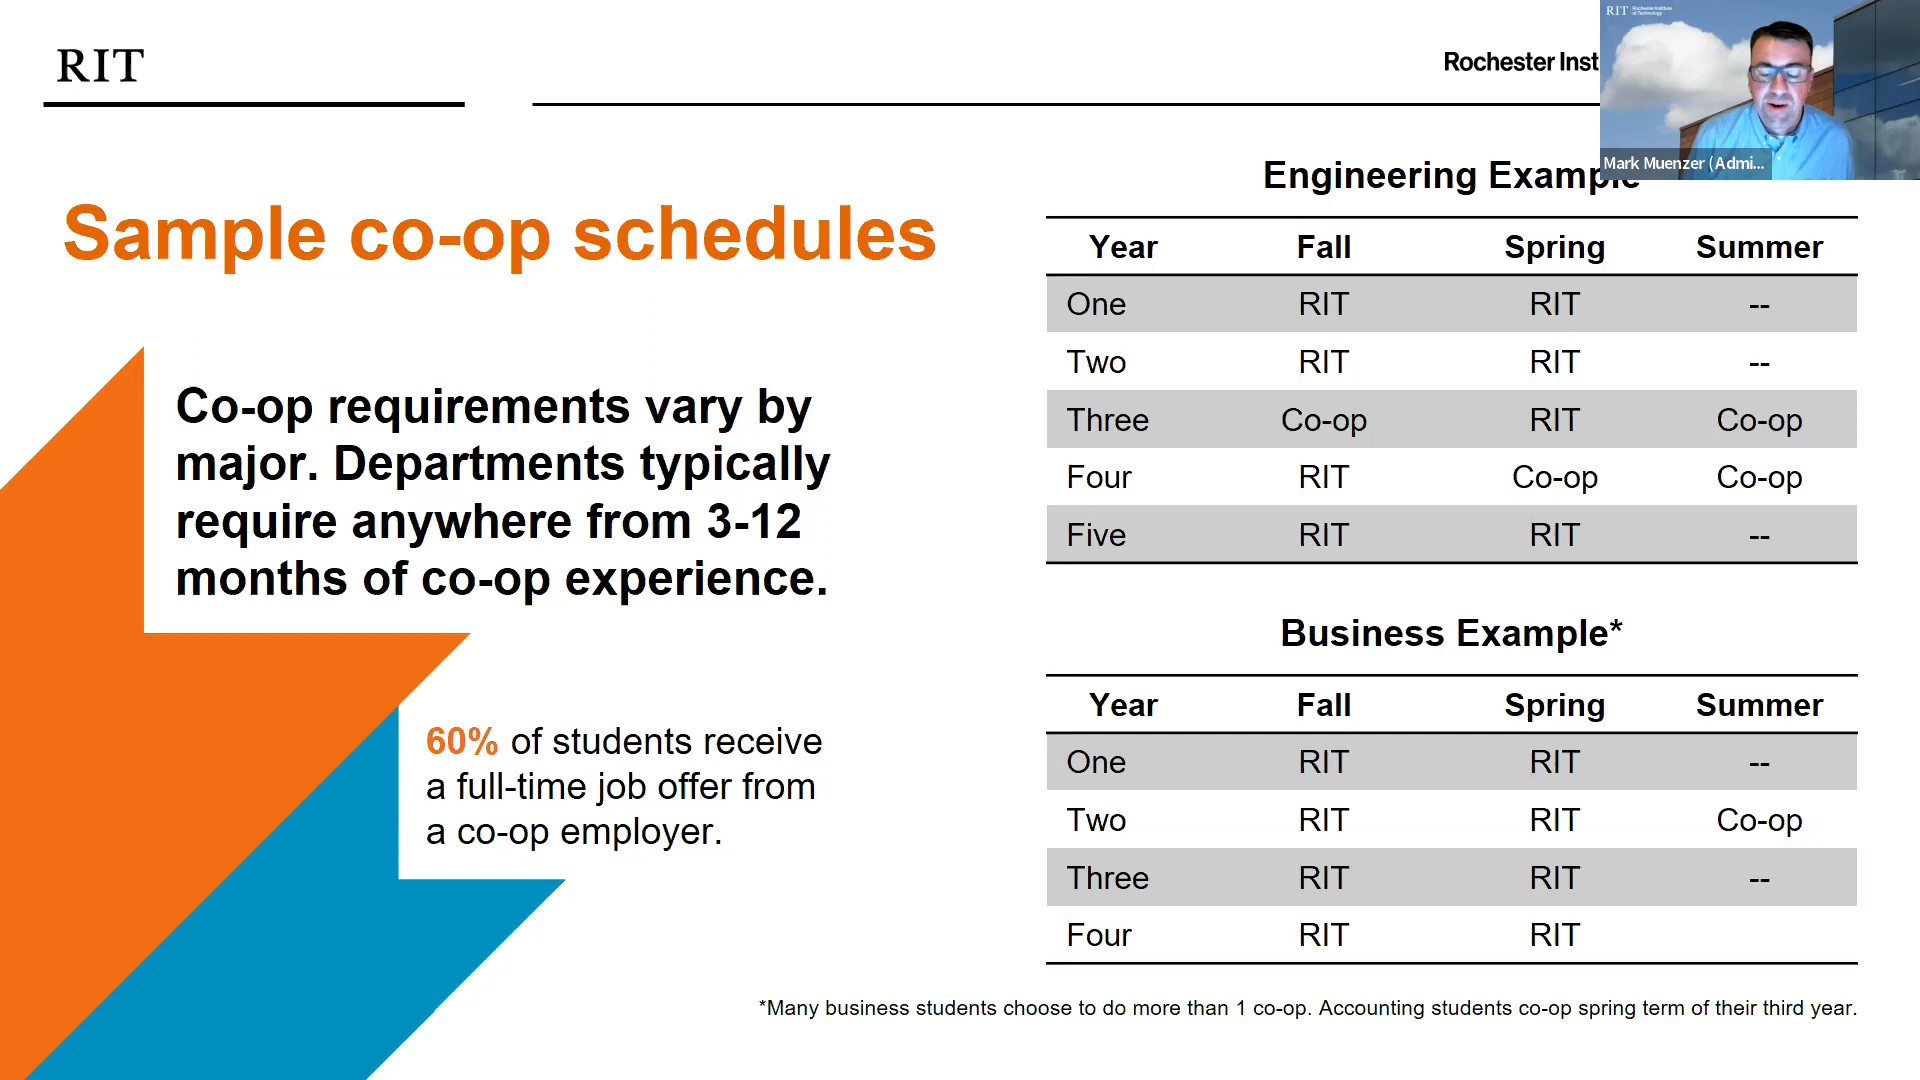 RIT
Rochester Inst
RIT Rochester Institute
of Technology
Mark Muenzer (Admi...
Sample co-op schedules
Co-op requirements vary by
major. Departments typically
require anywhere from 3-12
months of co-op experience.
60% of students receive
a full-time job offer from
a co-op employer.
Engineering Example
Year Fall Spring Summer
One RIT RIT --
Two RIT RIT --
Three Co-op RIT Co-op
Four RIT Co-op Co-op
Five RIT RIT --
Business Example*
Year Fall Spring Summer
One RIT RIT --
Two RIT RIT Co-op
Three RIT RIT --
Four RIT RIT
*Many business students choose to do more than 1 co-op. Accounting students co-op spring term of their third year.